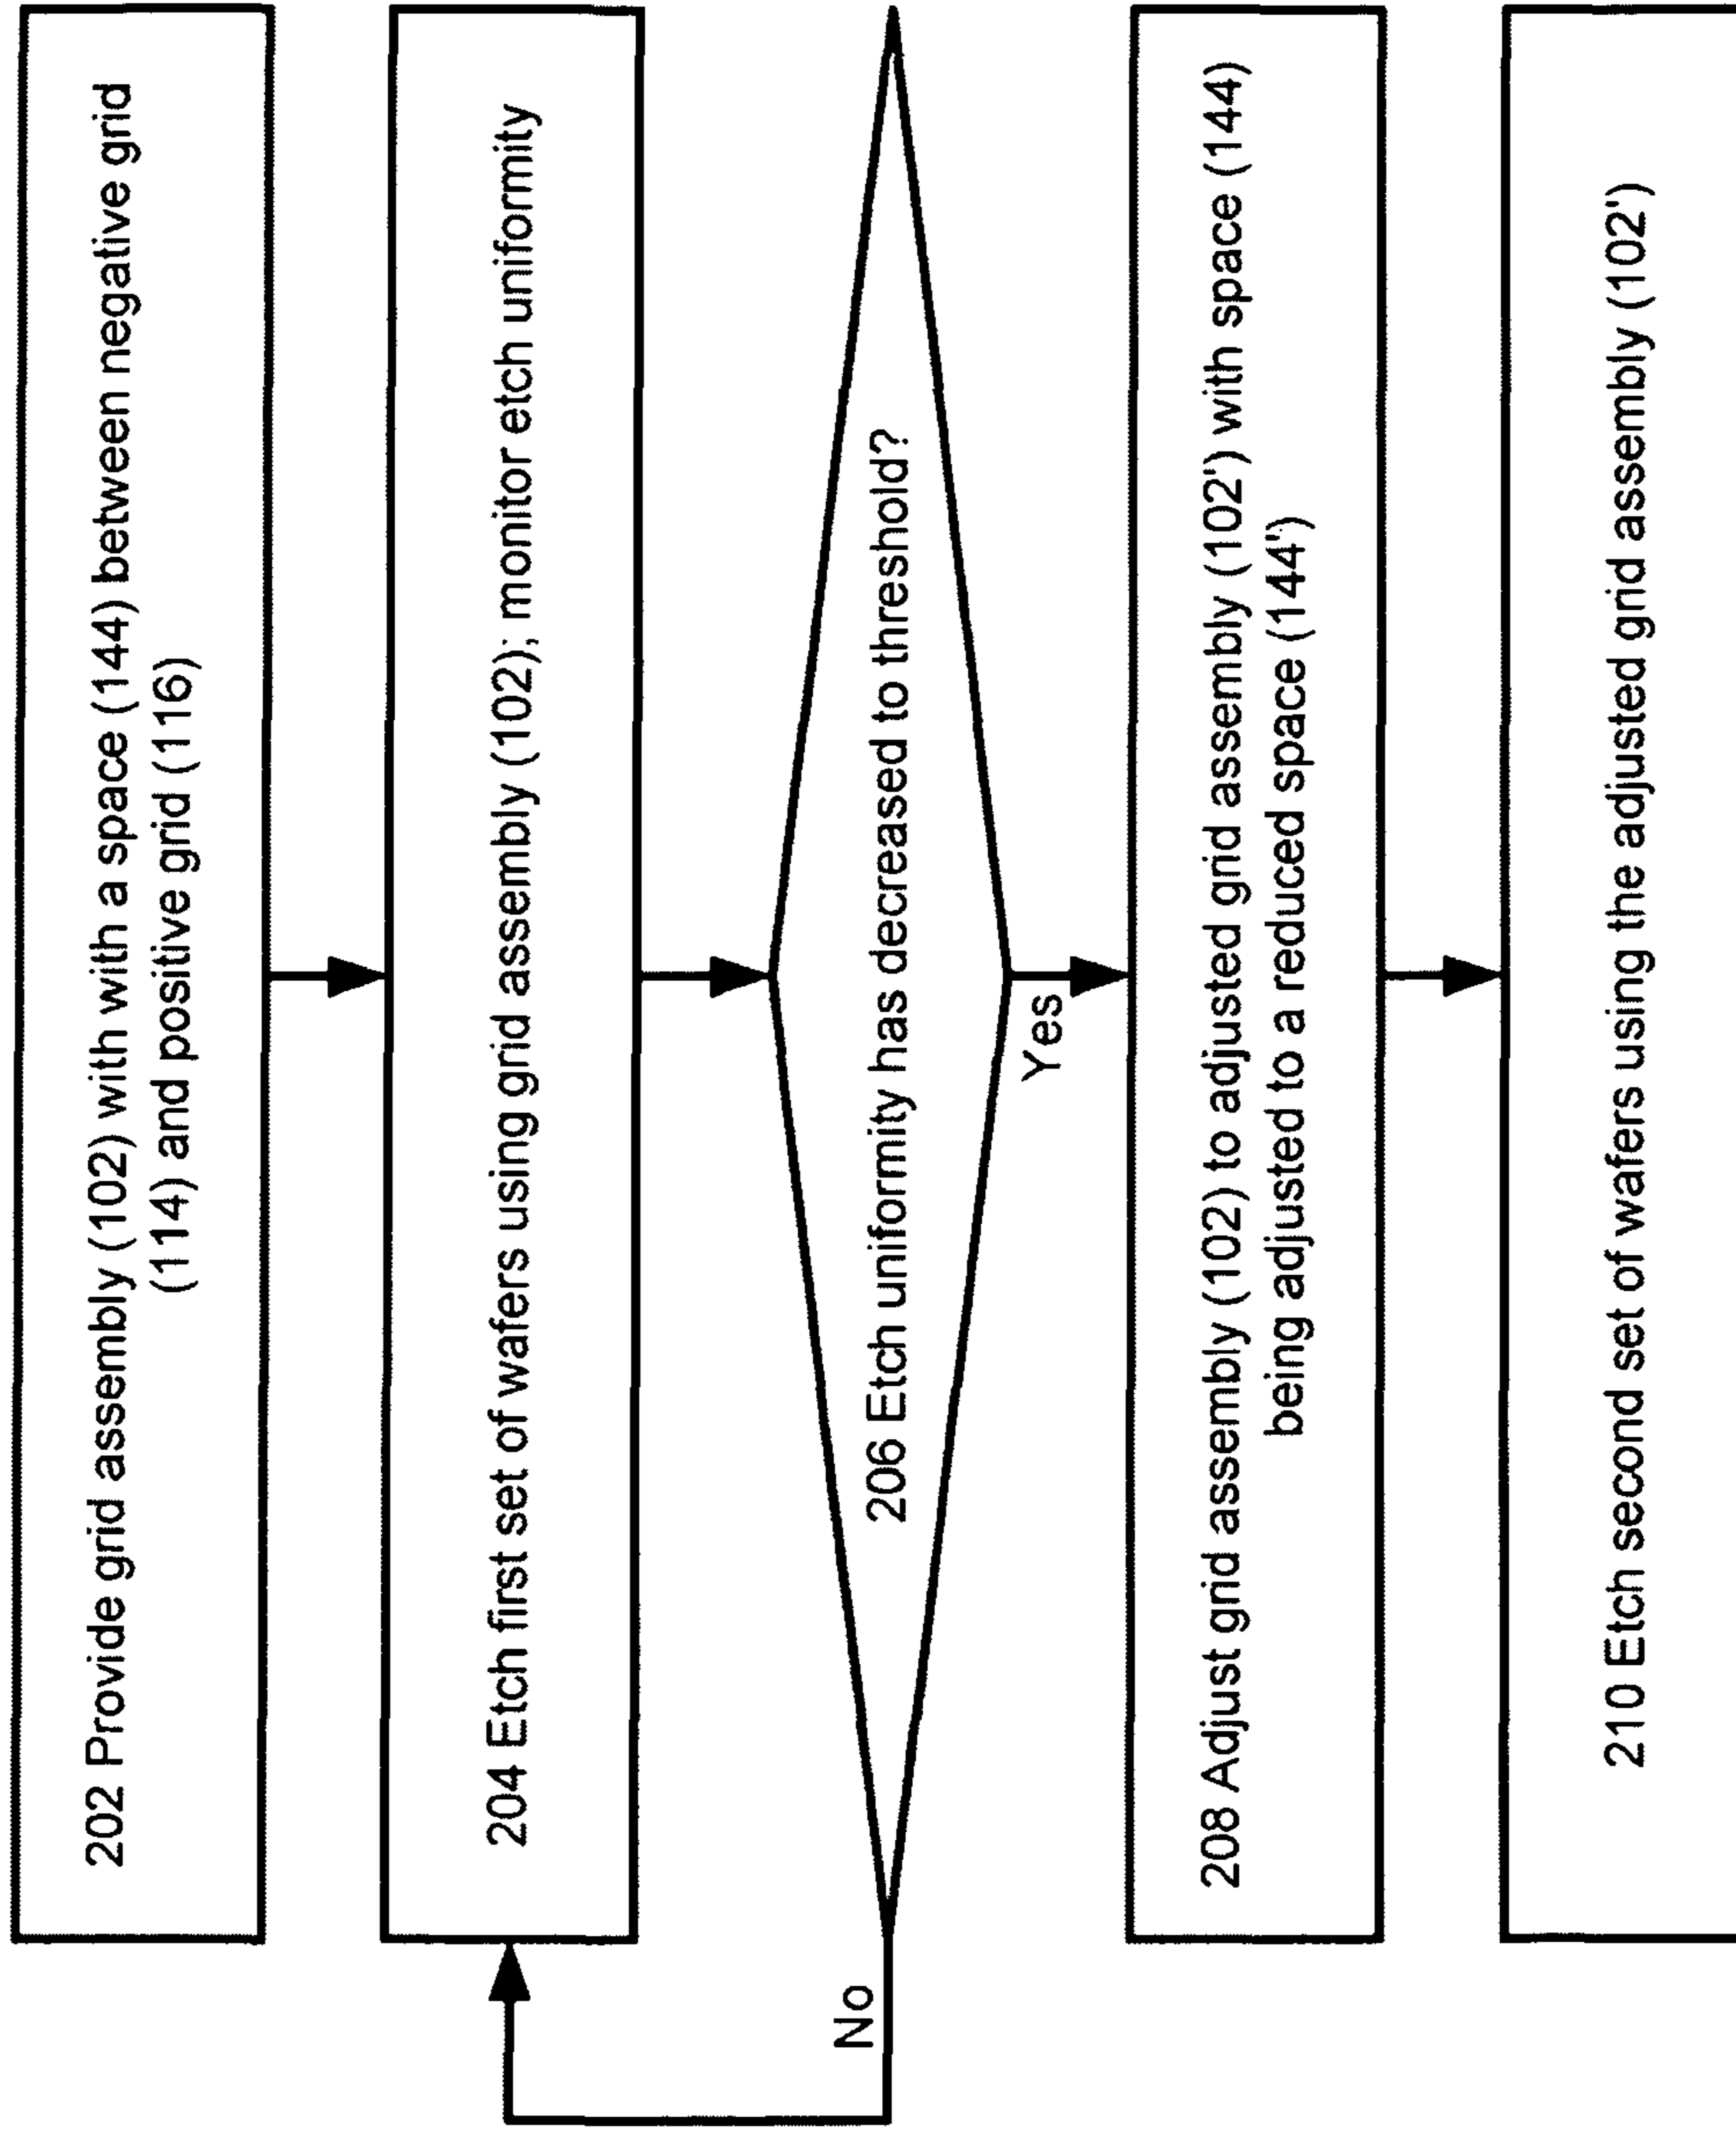 202 Provide grid assembly (102) with with a space (144) between negative grid
(114) and positive grid (116)
204 Etch first set of wafers using grid assembly (102); monitor etch uniformity
206 Etch uniformity has decreased to threshold?
No
Yes
208 Adjust grid assembly (102) to adjusted grid assembly (102') with space (144)
being adjusted to a reduced space (144')
210 Etch second set of wafers using the adjusted grid assembly (102')